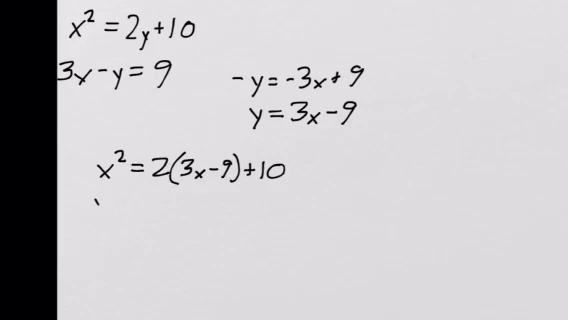 x² = 2y + 10
3x - y = 9
-y = -3x + 9
y = 3x - 9
x² = 2(3x - 9) + 10